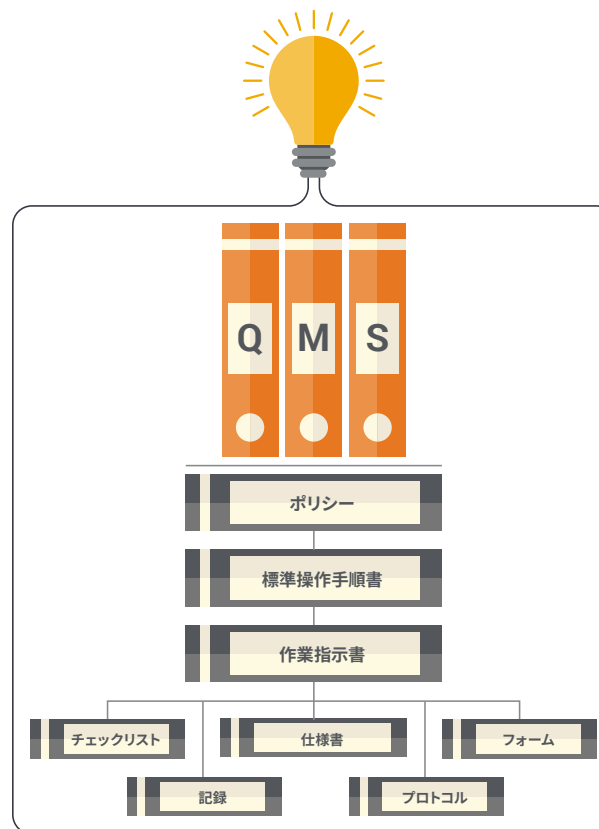 Q M S
ポリシー
標準操作手順書
作業指示書
チェックリスト
仕様書
フォーム
記録
プロトコル